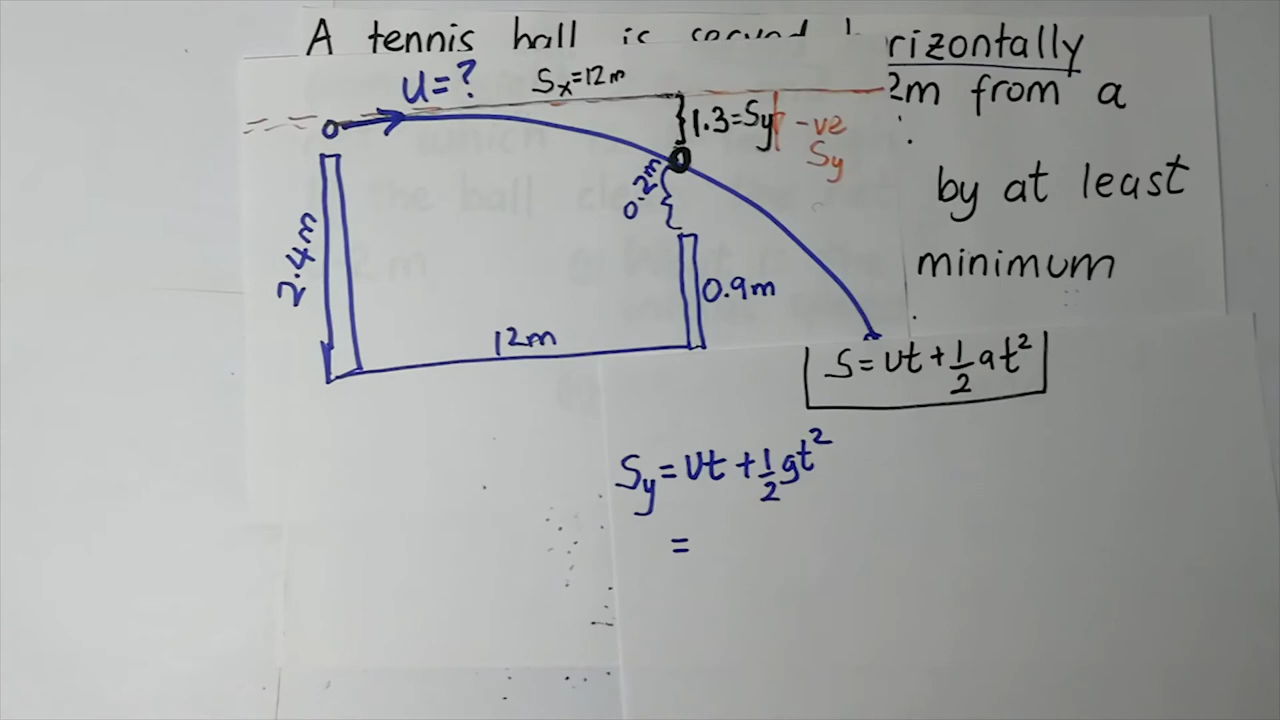 A tennis ball is
rizontally
U=? Sx=12m
2m from a
1.3=Sy -ve
Sy
0.2m
by at least
2.4m
minimum
0.9m
12m
S=ut+1/2at²
Sy=ut+1/2gt²
=